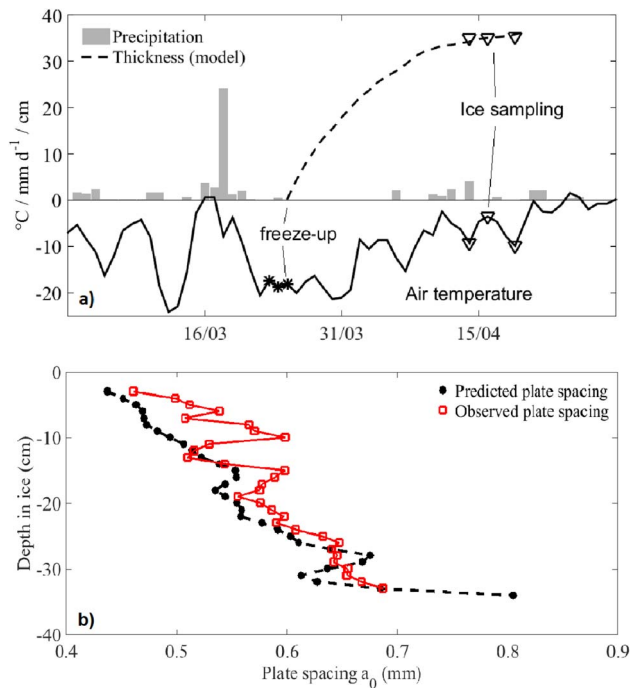 40
30
20
10
0
-10
-20
°C / mm d⁻¹ / cm
Precipitation
Thickness (model)
Ice sampling
freeze-up
Air temperature
a)
16/03
31/03
15/04
0
-10
-20
-30
-40
Depth in ice (cm)
Predicted plate spacing
Observed plate spacing
b)
0.4
0.5
0.6
0.7
0.8
0.9
Plate spacing a₀ (mm)